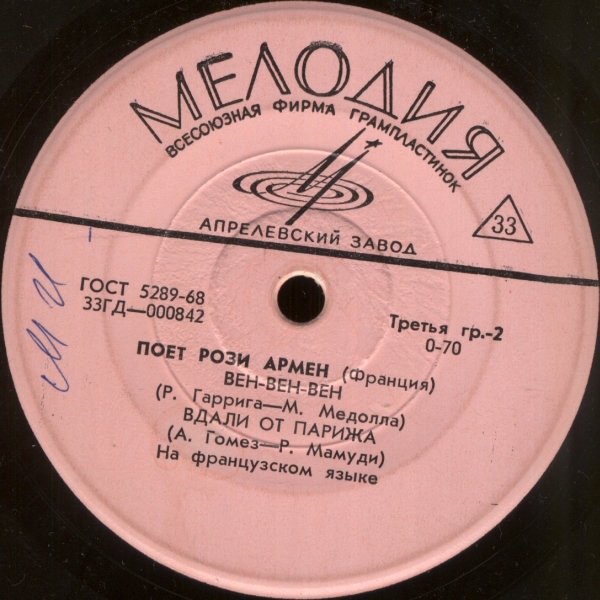 МЕЛОДИЯ
ВСЕСОЮЗНАЯ ФИРМА ГРАМПЛАСТИНОК
33
АПРЕЛЕВСКИЙ ЗАВОД
ГОСТ 5289-68
33ГД—000842
Третья гр.-2
0-70
ПОЕТ РОЗИ АРМЕН (Франция)
ВЕН-ВЕН-ВЕН
(Р. Гаррига—М. Медолла)
ВДАЛИ ОТ ПАРИЖА
(А. Гомез—Р. Мамуди)
На французском языке